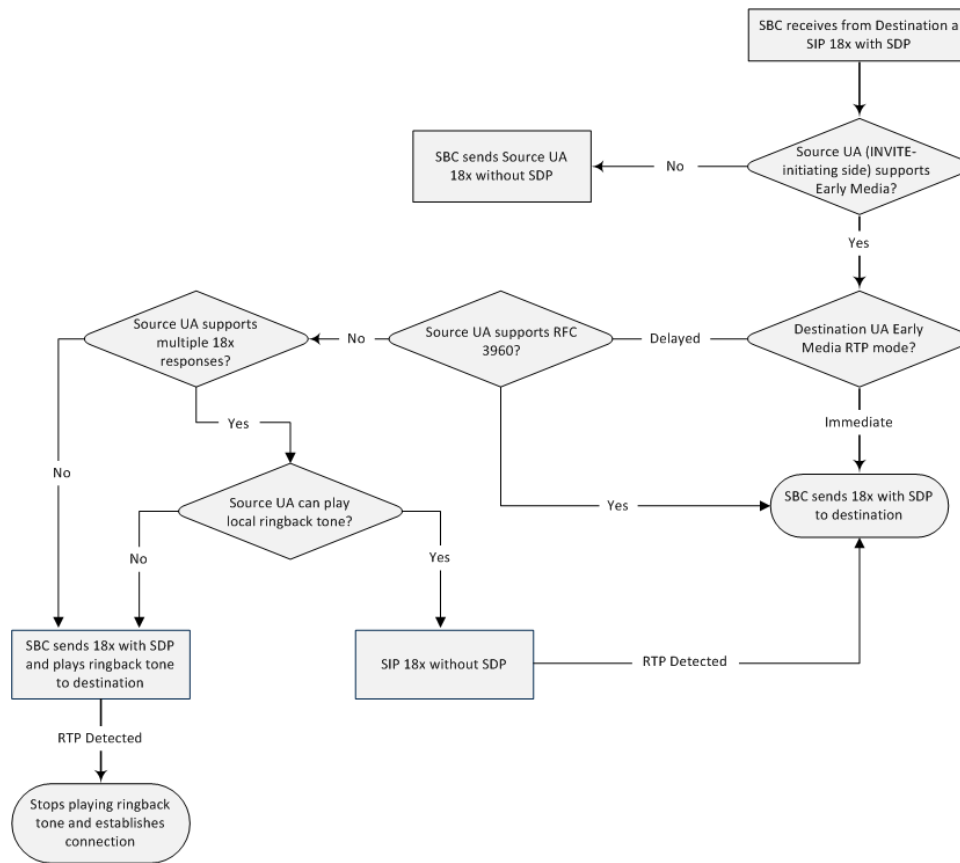 SBC receives from Destination a
SIP 18x with SDP
Source UA (INVITE-
initiating side) supports
Early Media?
No
SBC sends Source UA
18x without SDP
Yes
Destination UA Early
Media RTP mode?
Delayed
Source UA supports RFC
3960?
No
Source UA supports
multiple 18x
responses?
Immediate
Yes
No
Source UA can play
local ringback tone?
Yes
SBC sends 18x with SDP
to destination
No
Yes
SBC sends 18x with SDP
and plays ringback tone
to destination
SIP 18x without SDP
RTP Detected
RTP Detected
Stops playing ringback
tone and establishes
connection